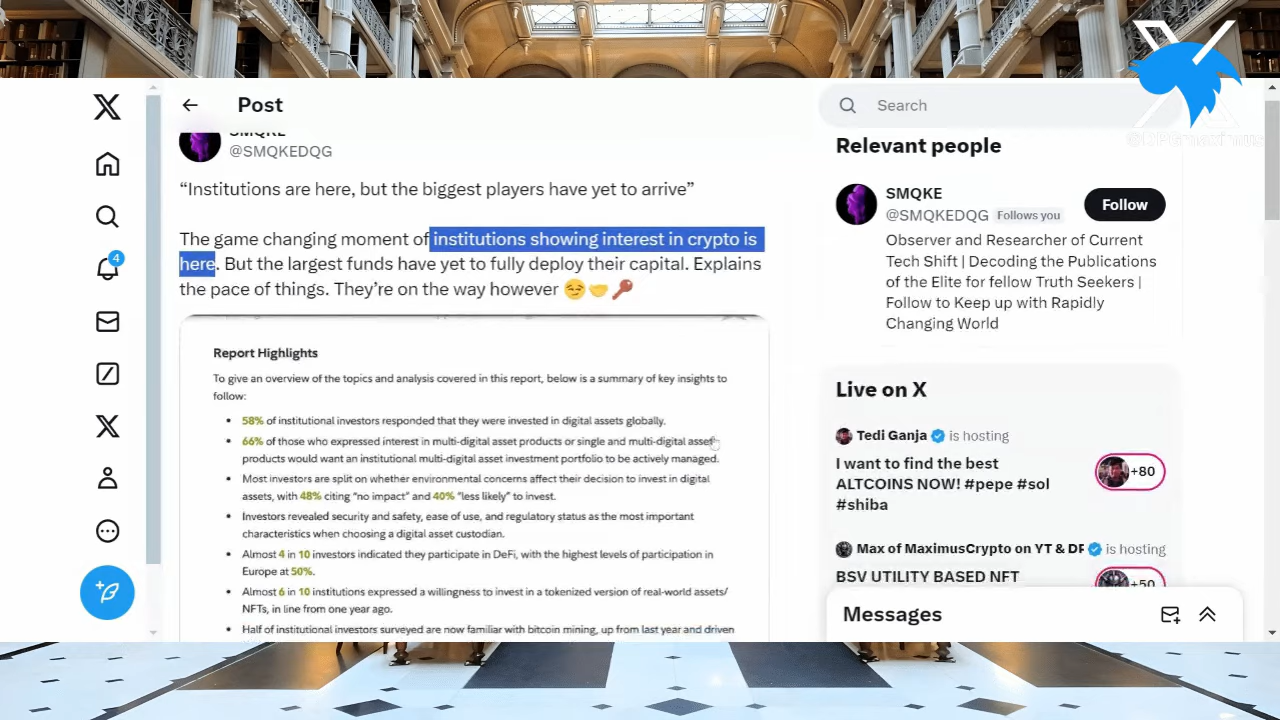 Post
Search
SMQKE
@SMQKEDQG
“Institutions are here, but the biggest players have yet to arrive”
The game changing moment of institutions showing interest in crypto is
here. But the largest funds have yet to fully deploy their capital. Explains
the pace of things. They’re on the way however 😏🤝🔑
Report Highlights
To give an overview of the topics and analysis covered in this report, below is a summary of key insights to
follow:
• 58% of institutional investors responded that they were invested in digital assets globally.
• 66% of those who expressed interest in multi-digital asset products or single and multi-digital asset
products would want an institutional multi-digital asset investment portfolio to be actively managed.
• Most investors are split on whether environmental concerns affect their decision to invest in digital
assets, with 48% citing “no impact” and 40% “less likely” to invest.
• Investors revealed security and safety, ease of use, and regulatory status as the most important
characteristics when choosing a digital asset custodian.
• Almost 4 in 10 investors indicated they participate in DeFi, with the highest levels of participation in
Europe at 50%.
• Almost 6 in 10 institutions expressed a willingness to invest in a tokenized version of real-world assets/
NFTs, in line from one year ago.
• Half of institutional investors surveyed are now familiar with bitcoin mining, up from last year and driven
4
Relevant people
SMQKE
@SMQKEDQG Follows you
Follow
Observer and Researcher of Current
Tech Shift | Decoding the Publications
of the Elite for fellow Truth Seekers |
Follow to Keep up with Rapidly
Changing World
Live on X
Tedi Ganja is hosting
I want to find the best
ALTCOINS NOW! #pepe #sol
#shiba
+80
Max of MaximusCrypto on YT & DF is hosting
BSV UTILITY BASED NFT
+50
Messages